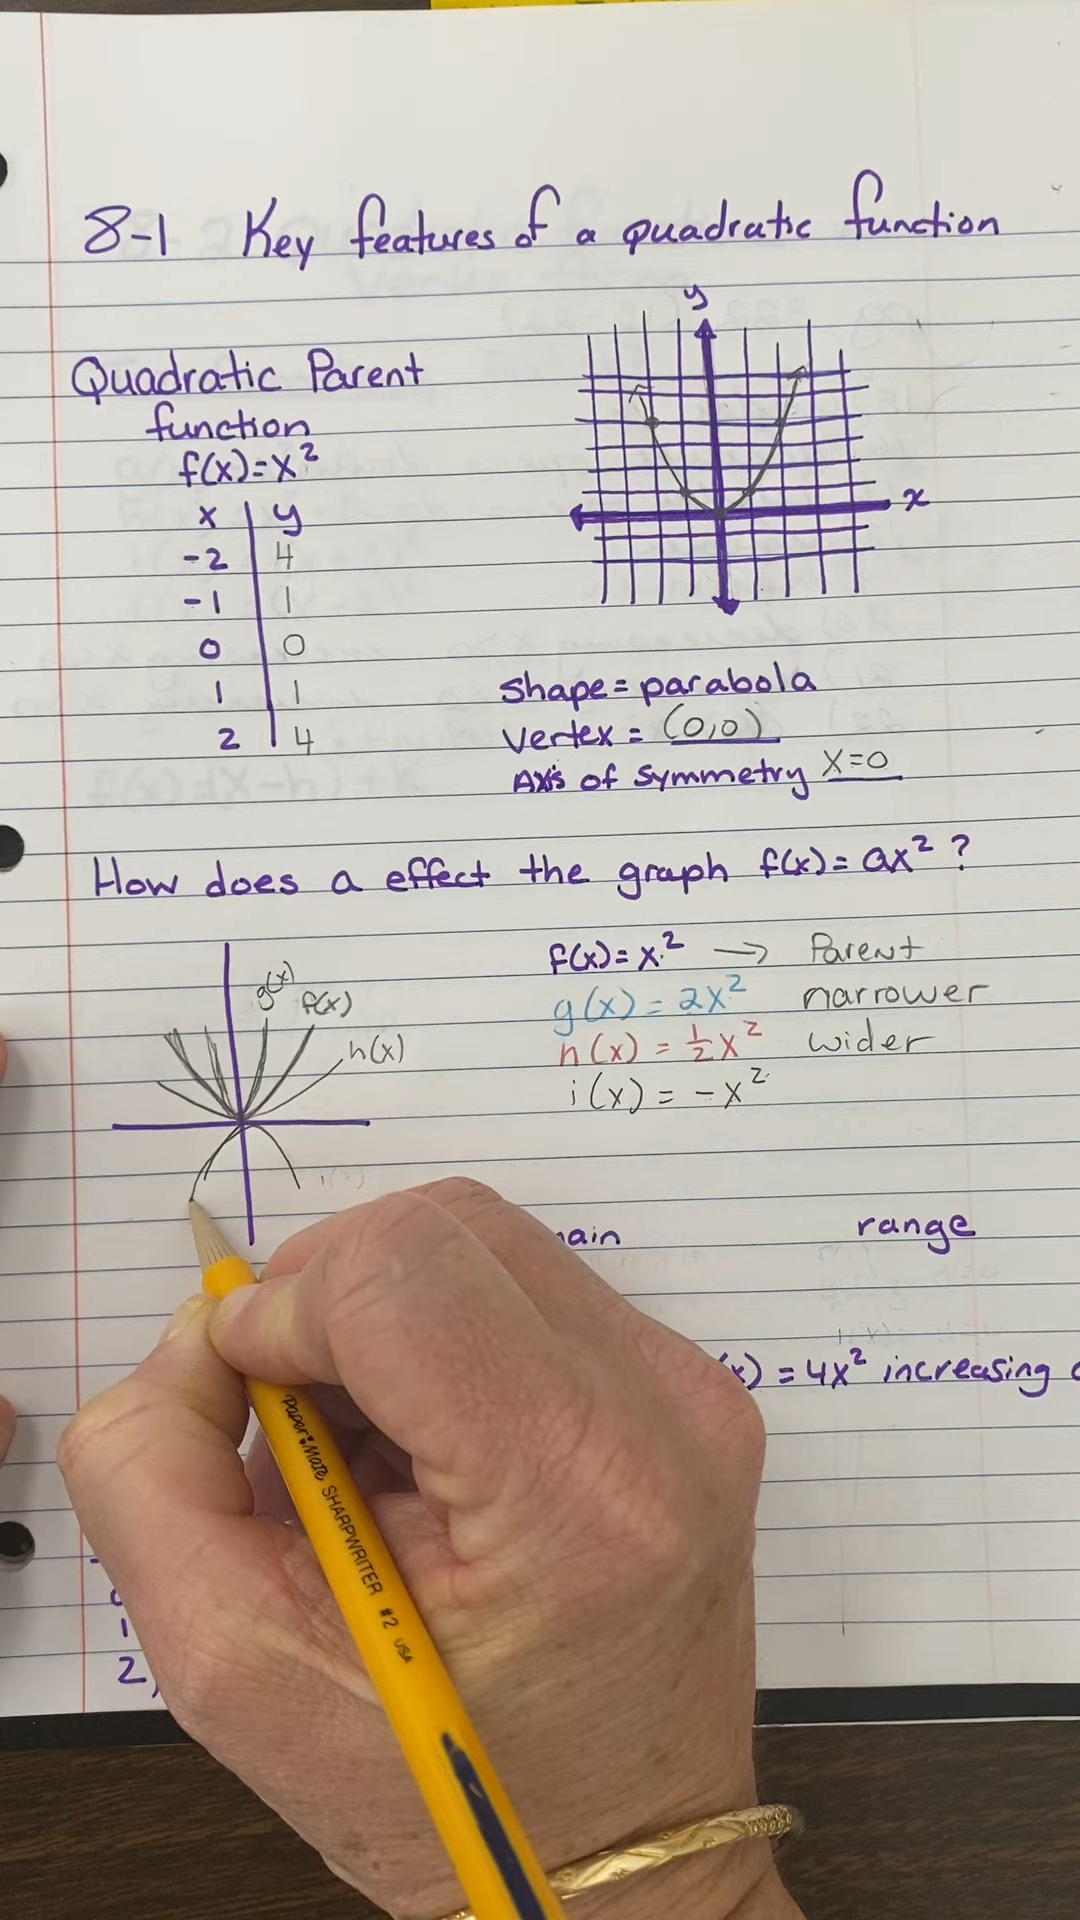 8-1 Key features of a quadratic function
y
Quadratic Parent
function
f(x)=x²
x
x y
-2 4
-1 1
0 0
1 1
2 4
shape = parabola
vertex = (0,0)
Axis of symmetry x=0
How does a effect the graph f(x)= ax² ?
g(x) f(x)
h(x)
f(x)= x² → Parent
g(x) = 2x² narrower
h(x) = ½x² wider
i(x) = -x²
range
(x) = 4x² increasing
1
2
Paper:Mate SHARPWRITER #2 USA